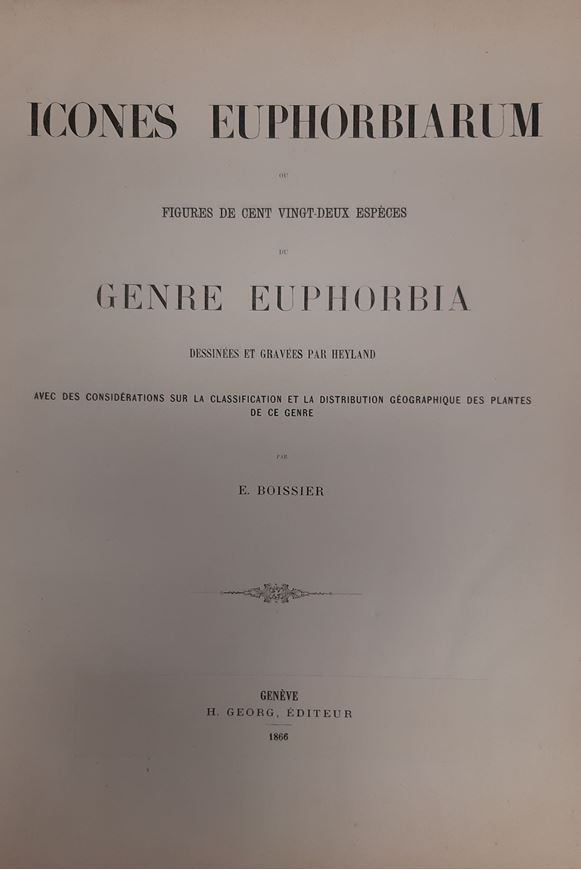 ICONES EUPHORBIARUM
OU
FIGURES DE CENT VINGT-DEUX ESPÈCES
DU
GENRE EUPHORBIA
DESSINÉES ET GRAVÉES PAR HEYLAND
AVEC DES CONSIDÉRATIONS SUR LA CLASSIFICATION ET LA DISTRIBUTION GÉOGRAPHIQUE DES PLANTES
DE CE GENRE
PAR
E. BOISSIER
GENÈVE
H. GEORG, ÉDITEUR
1866